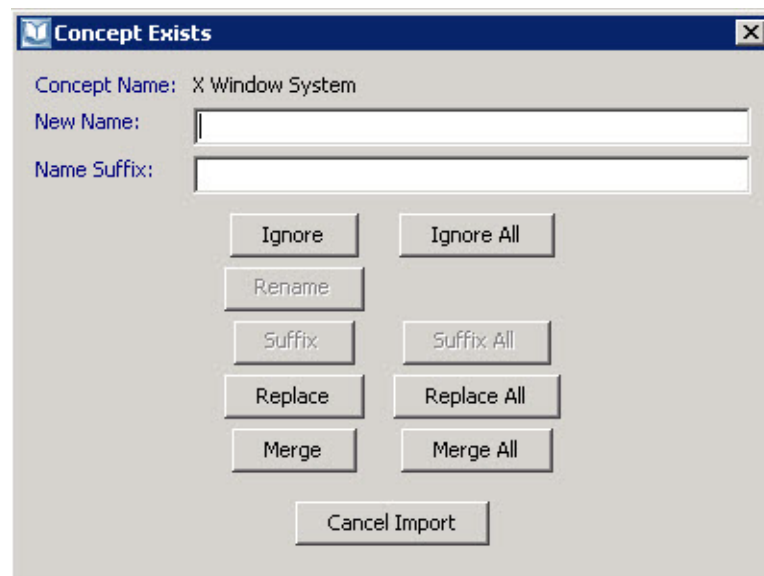 Concept Exists
Concept Name: X Window System
New Name:
Name Suffix:
Ignore Ignore All
Rename
Suffix Suffix All
Replace Replace All
Merge Merge All
Cancel Import